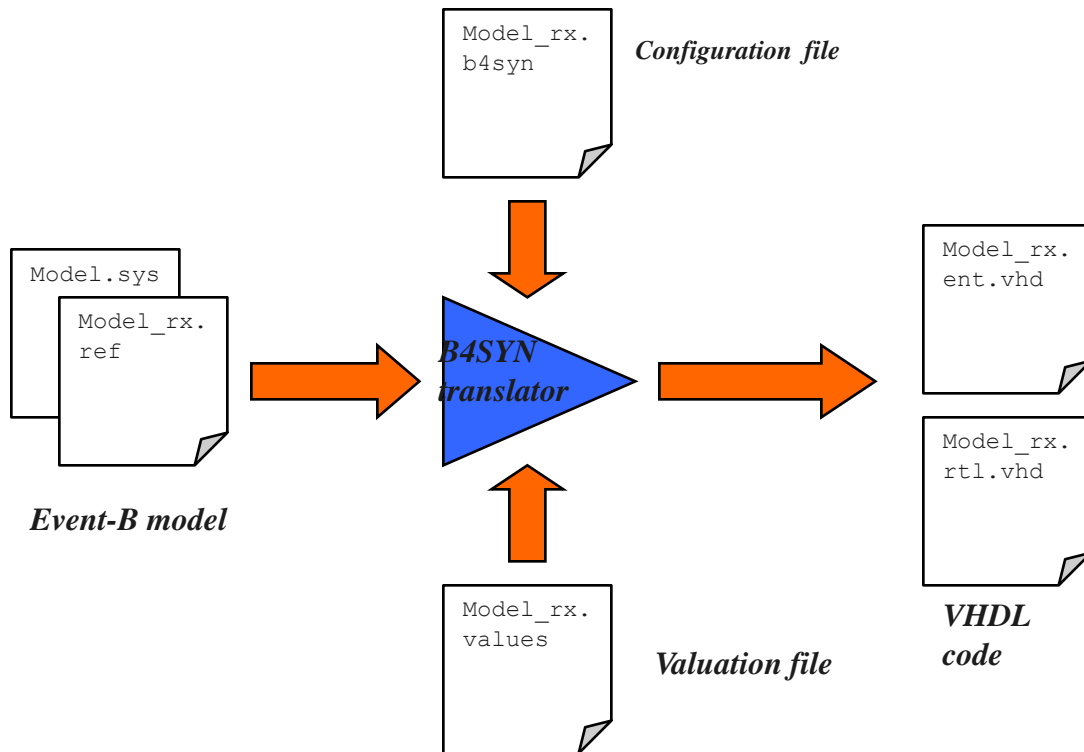 Model_rx.
b4syn
Configuration file
Model.sys
Model_rx.
ref
Event-B model
B4SYN
translator
Model_rx.
ent.vhd
Model_rx.
rtl.vhd
VHDL
code
Model_rx.
values
Valuation file